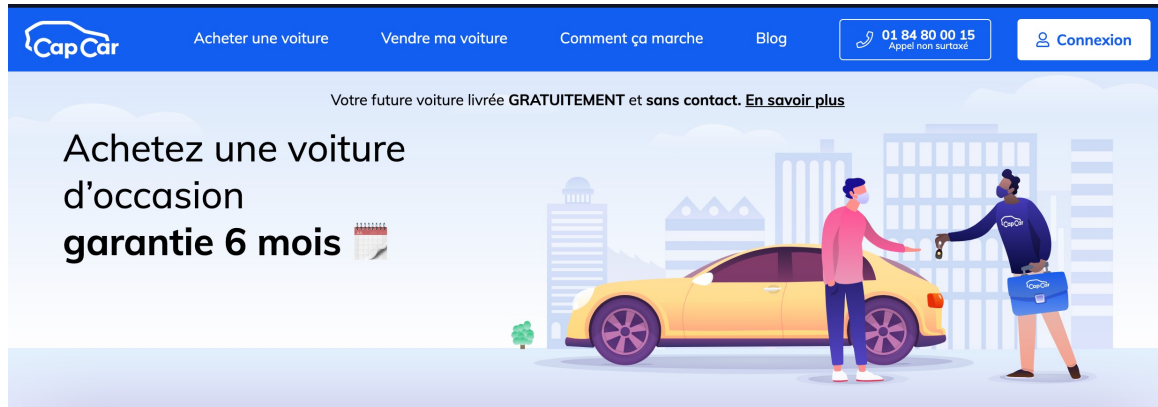 CapCar
Acheter une voiture
Vendre ma voiture
Comment ça marche
Blog
01 84 80 00 15
Appel non surtaxé
Connexion
Votre future voiture livrée GRATUITEMENT et sans contact. En savoir plus
Achetez une voiture
d'occasion
garantie 6 mois
CapCar
CapCar